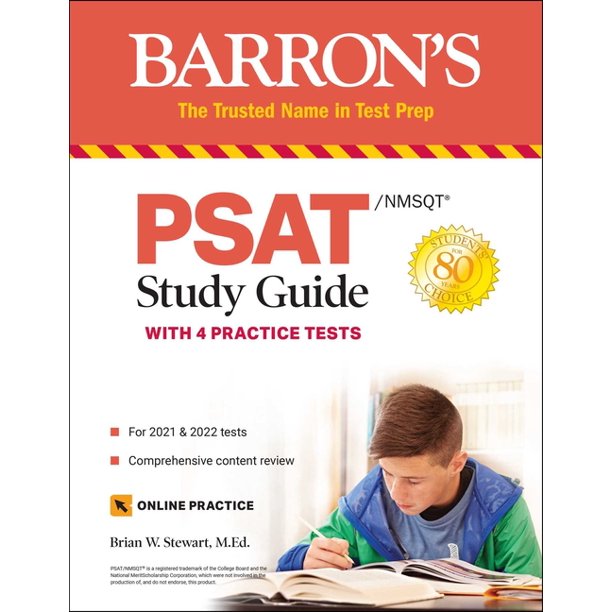 BARRON'S
The Trusted Name in Test Prep
PSAT /NMSQT®
Study Guide
WITH 4 PRACTICE TESTS
STUDENTS'
FOR
80
YEARS
CHOICE
For 2021 & 2022 tests
Comprehensive content review
ONLINE PRACTICE
Brian W. Stewart, M.Ed.
PSAT/NMSQT® is a registered trademark of the College Board and the
National MeritScholarship Corporation, which were not involved in the
production of, and do not endorse, this product.